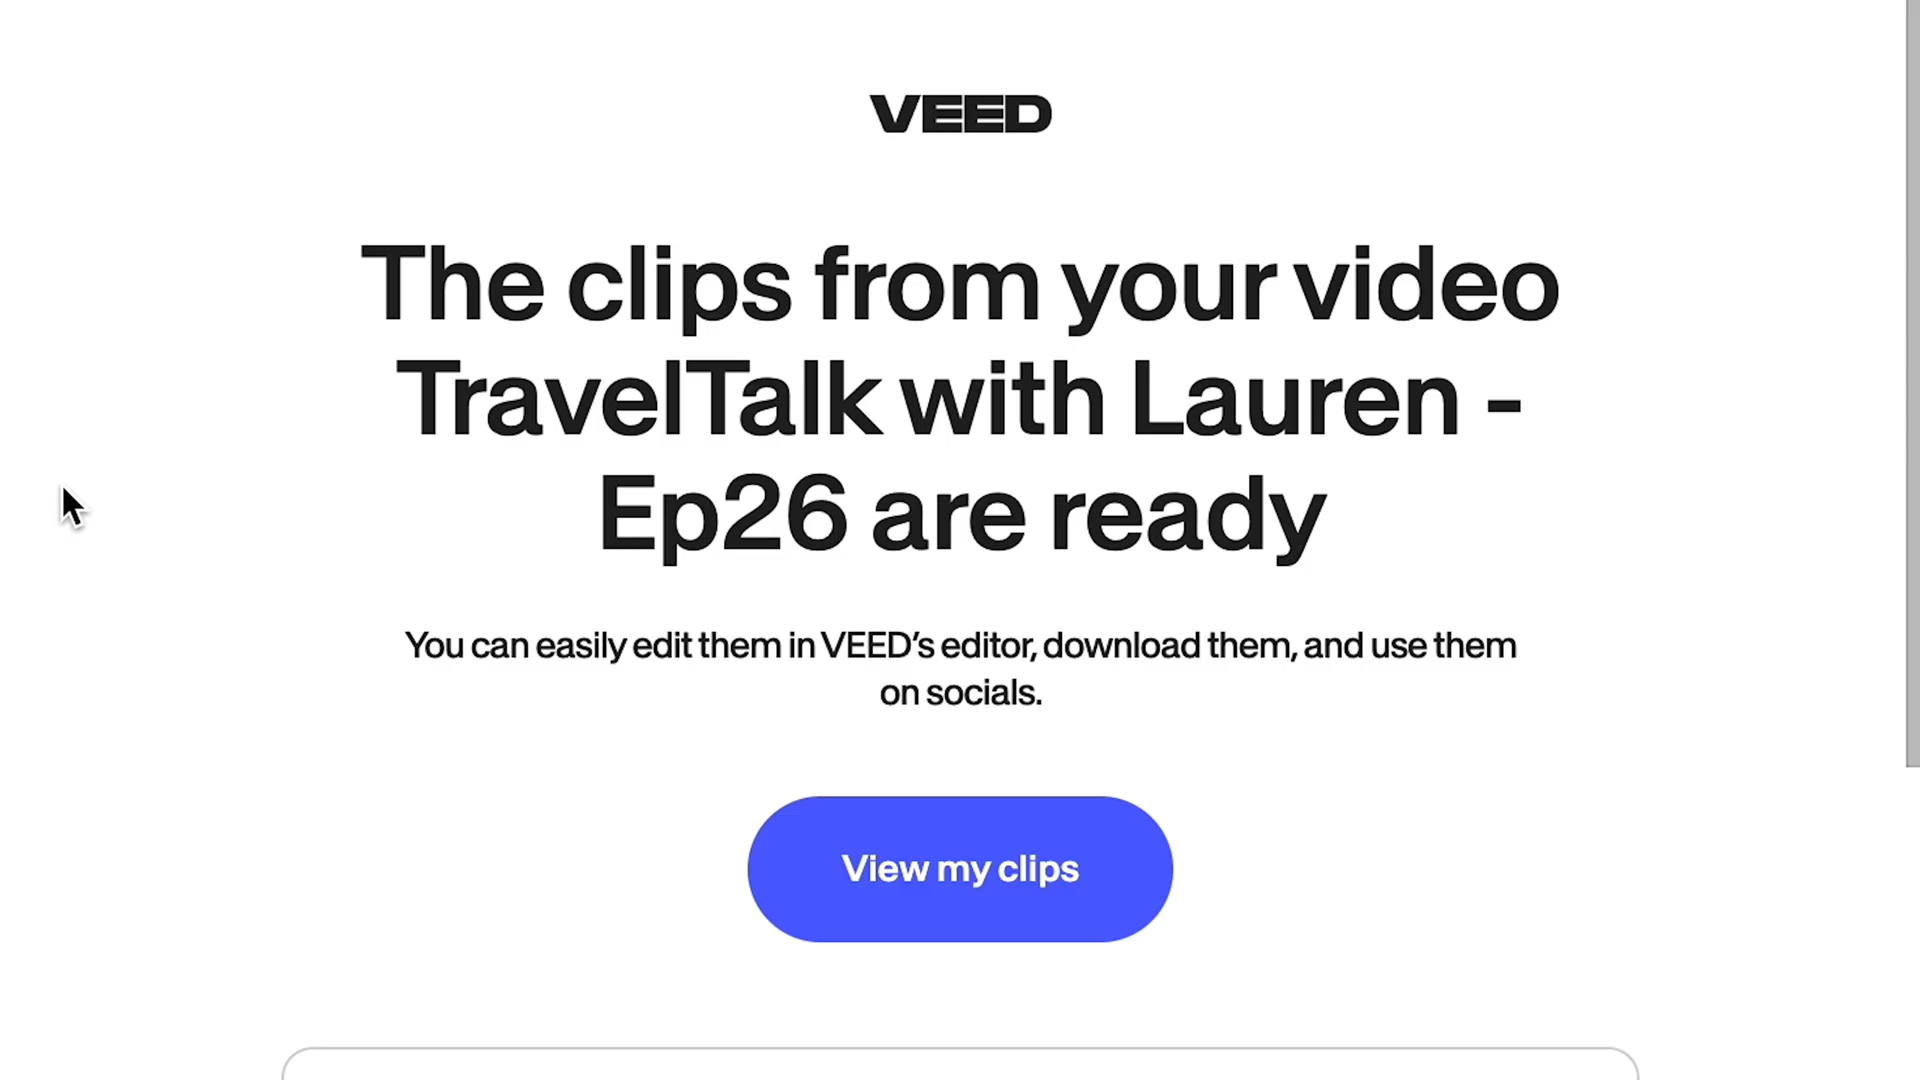 VEED
The clips from your video
TravelTalk with Lauren -
Ep26 are ready
You can easily edit them in VEED’s editor, download them, and use them
on socials.
View my clips